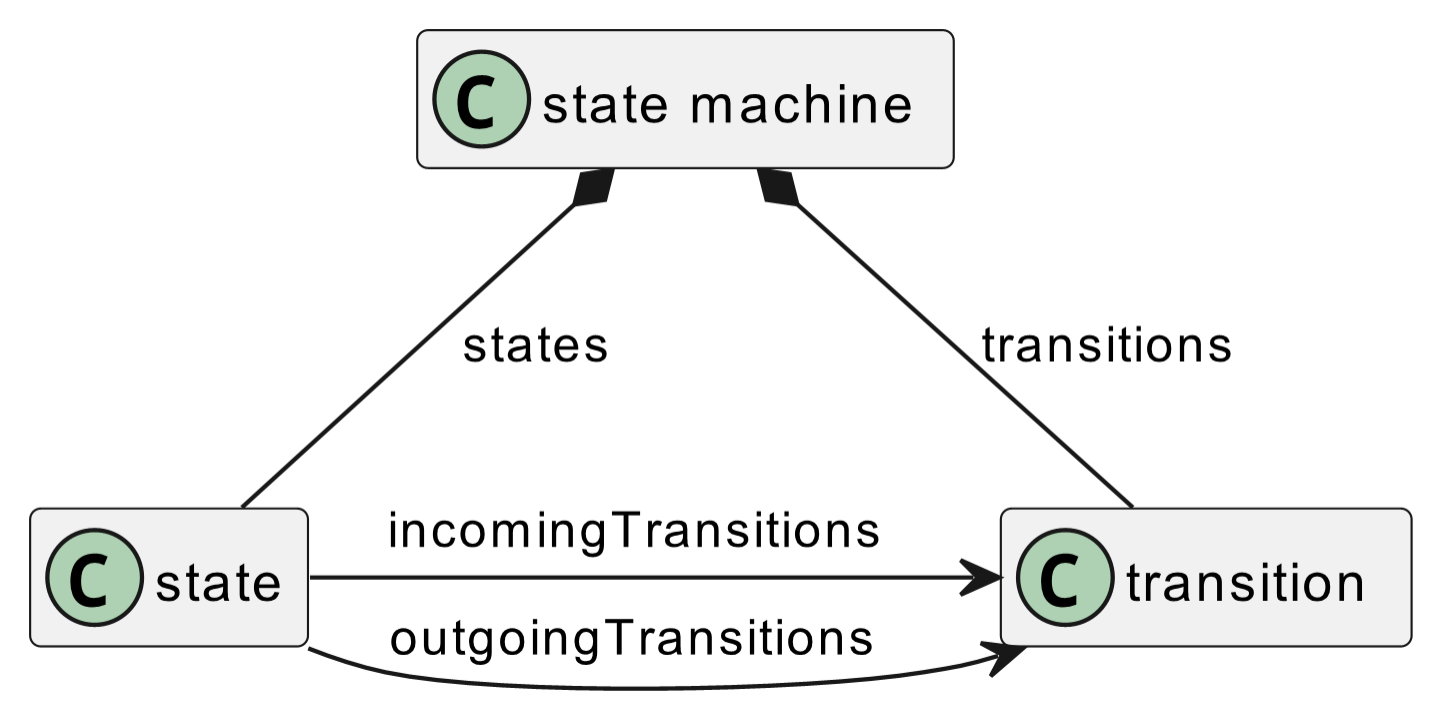 C state machine
states
transitions
incomingTransitions
C state
C transition
outgoingTransitions